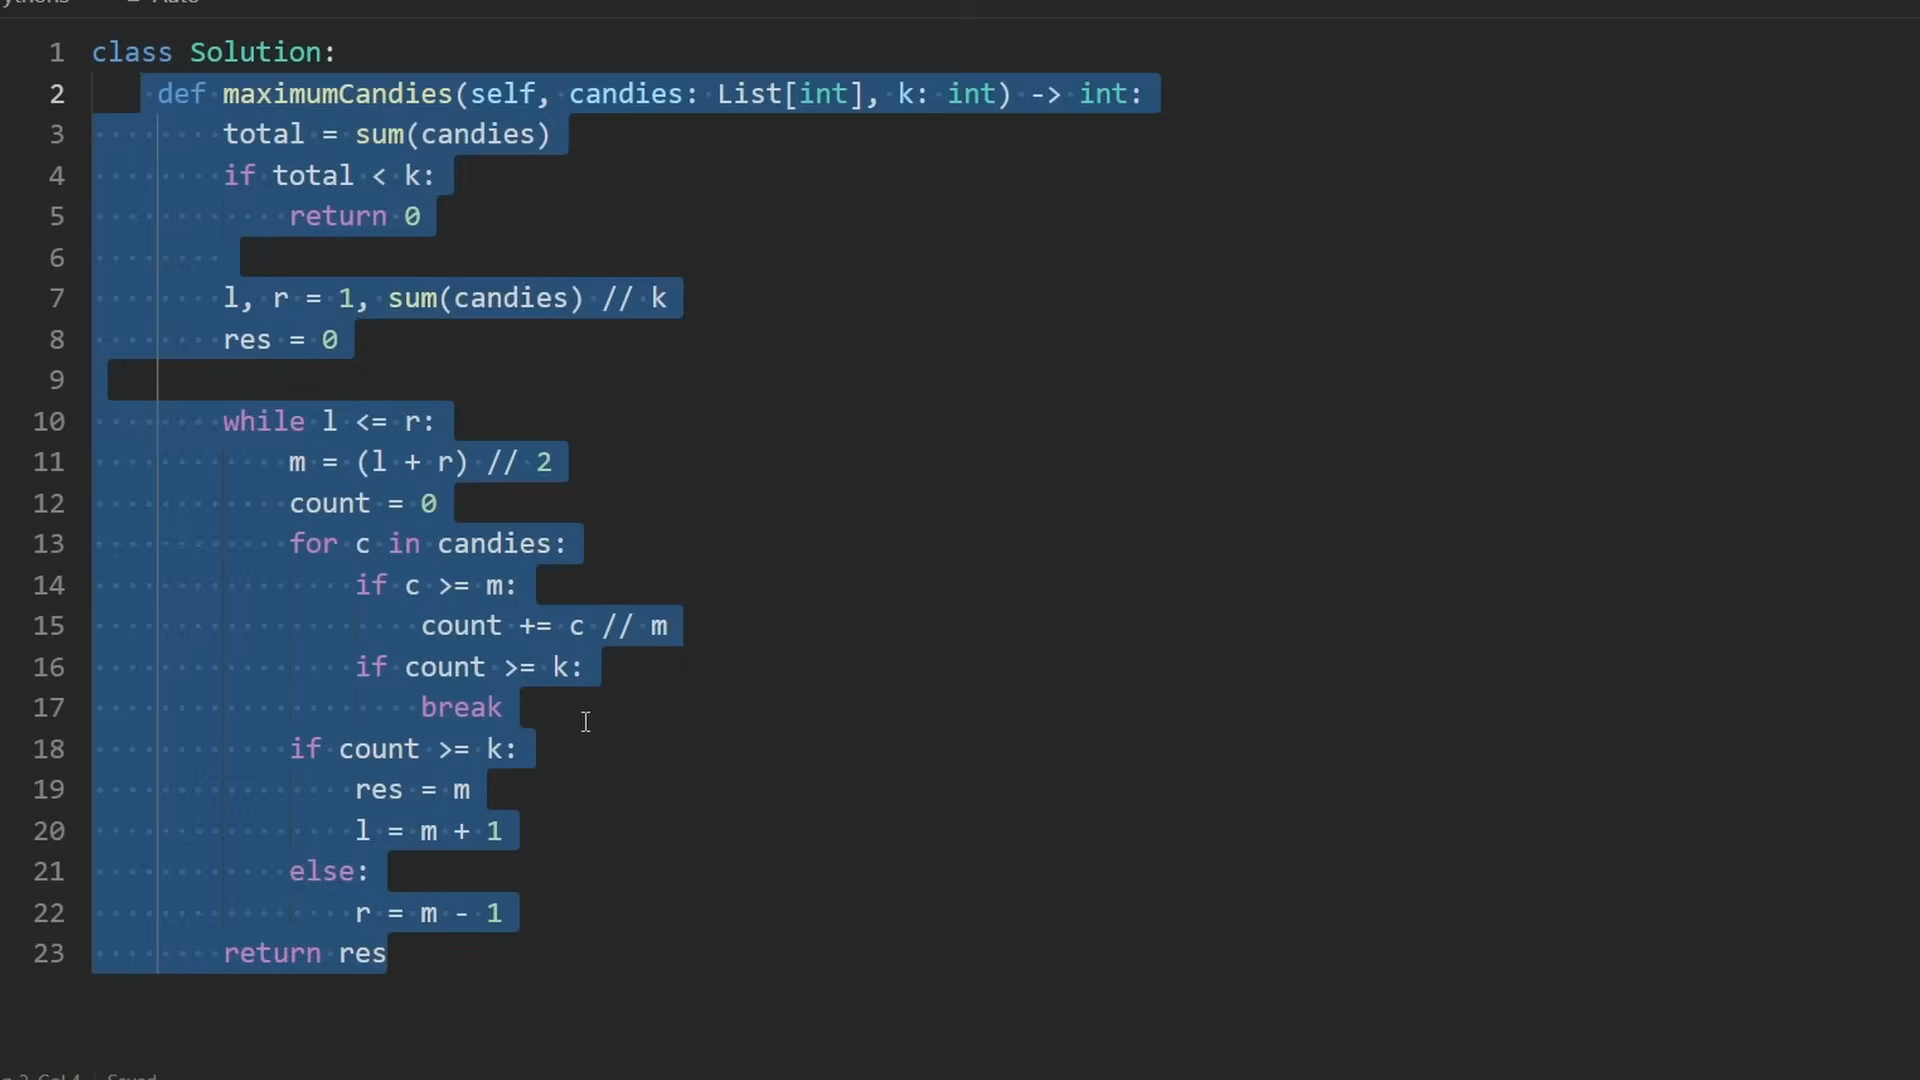 Auto
1 class Solution:
2     def maximumCandies(self, candies: List[int], k: int) -> int:
3         total = sum(candies)
4         if total < k:
5             return 0
6
7         l, r = 1, sum(candies) // k
8         res = 0
9
10         while l <= r:
11             m = (l + r) // 2
12             count = 0
13             for c in candies:
14                 if c >= m:
15                     count += c // m
16                 if count >= k:
17                     break
18             if count >= k:
19                 res = m
20                 l = m + 1
21             else:
22                 r = m - 1
23         return res
Saved